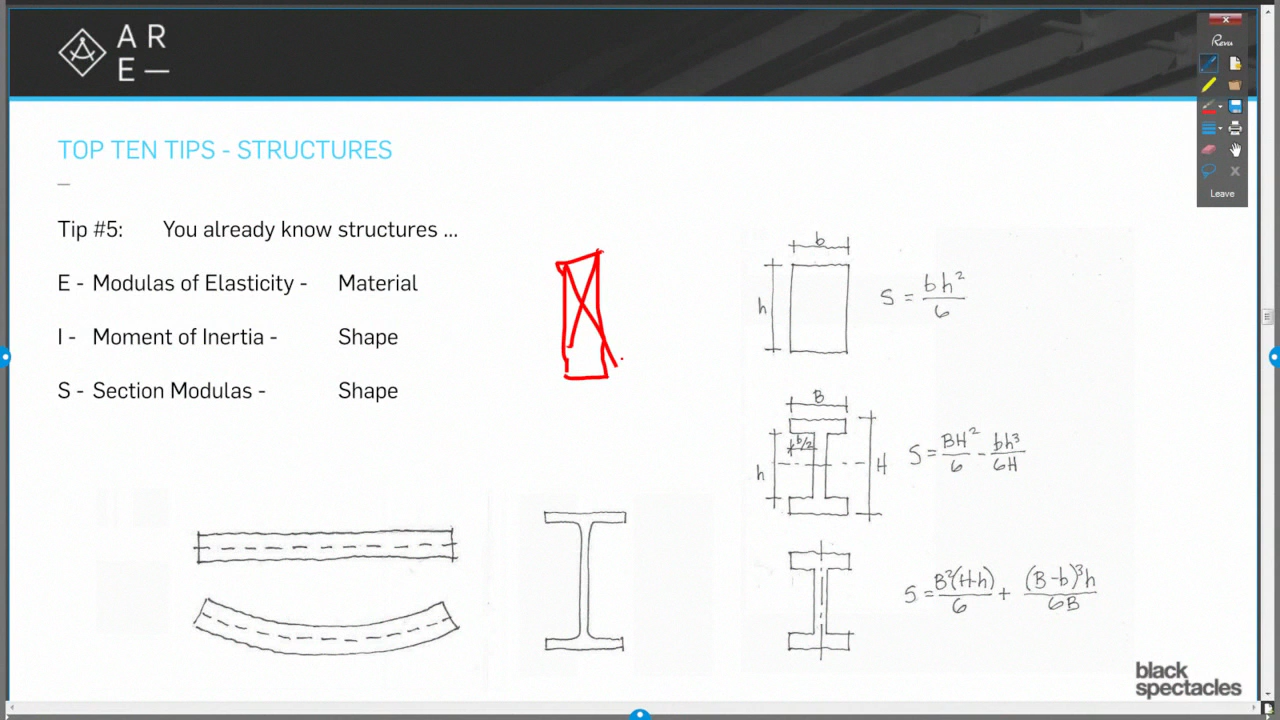 A R
E —
Revu
TOP TEN TIPS - STRUCTURES
Tip #5: You already know structures ...
E - Modulas of Elasticity - Material
I - Moment of Inertia - Shape
S - Section Modulas - Shape
b
h
S = bh²/6
B
b/2
h
H
S = BH²/6 - bh³/6H
S = B²(H-h)/6 + (B-b)³h/6B
Leave
black
spectacles